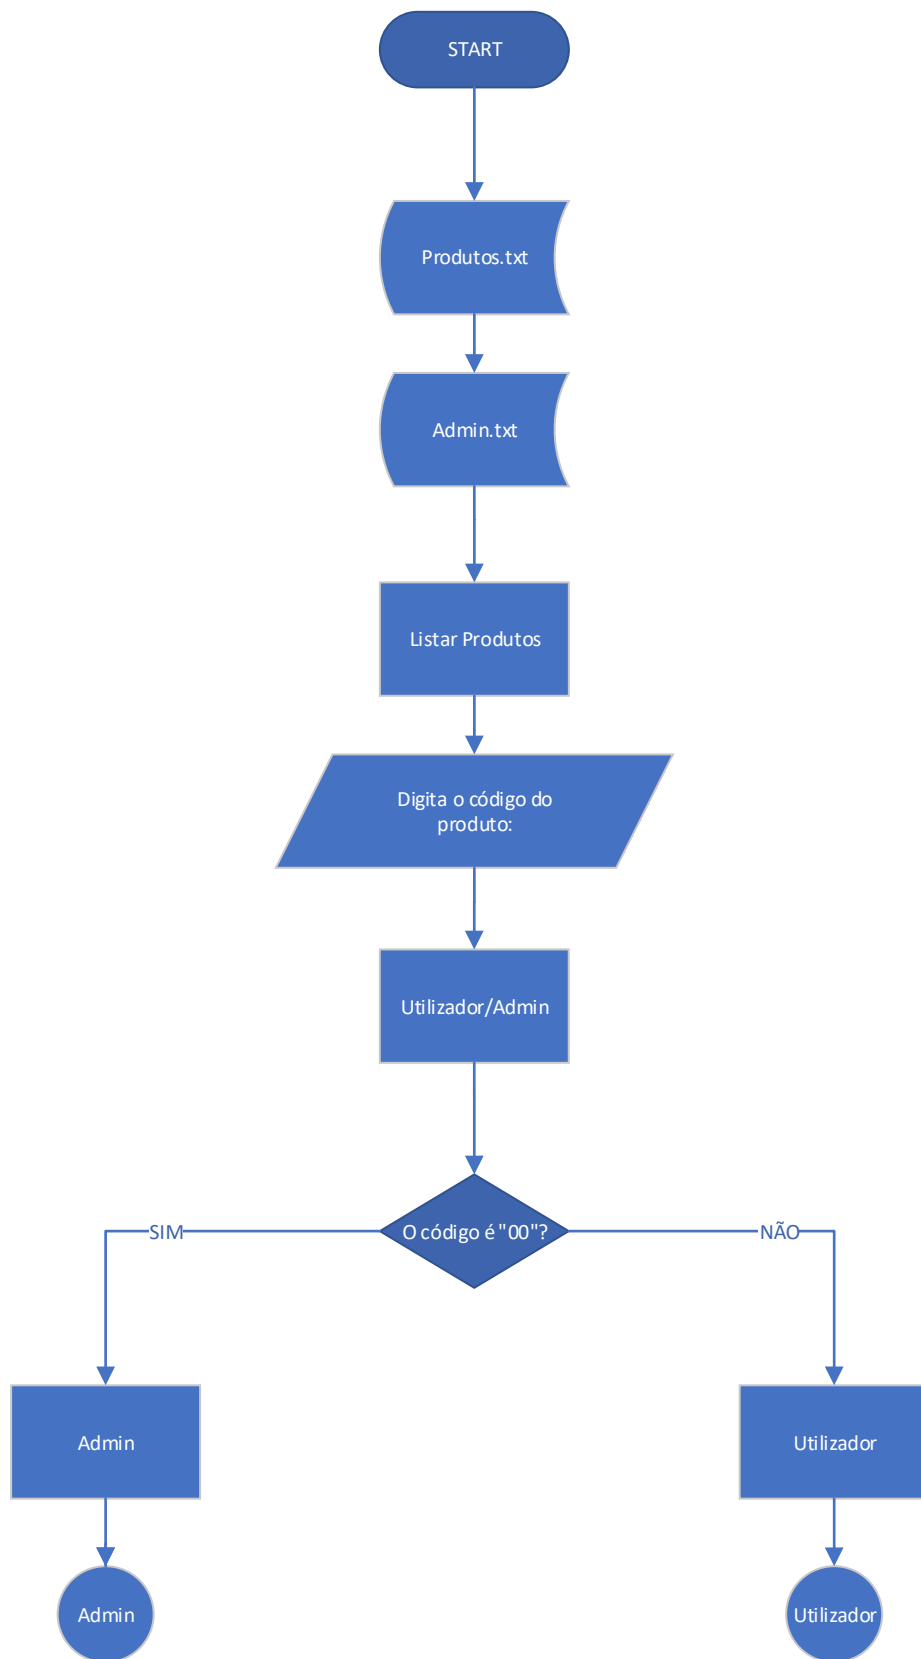 START
Produtos.txt
Admin.txt
Listar Produtos
Digita o código do
produto:
Utilizador/Admin
O código é "00"?
SIM
NÃO
Admin
Utilizador
Admin
Utilizador